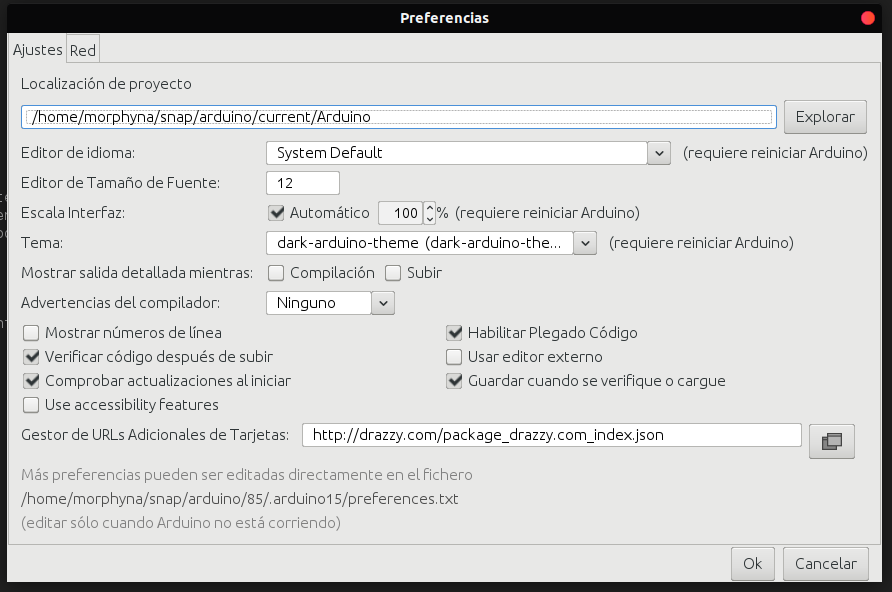 Preferencias
Ajustes Red
Localización de proyecto
/home/morphyna/snap/arduino/current/Arduino Explorar
Editor de idioma: System Default (requiere reiniciar Arduino)
Editor de Tamaño de Fuente: 12
Escala Interfaz: Automático 100 % (requiere reiniciar Arduino)
Tema: dark-arduino-theme (dark-arduino-the... (requiere reiniciar Arduino)
Mostrar salida detallada mientras: Compilación Subir
Advertencias del compilador: Ninguno
Mostrar números de línea Habilitar Plegado Código
Verificar código después de subir Usar editor externo
Comprobar actualizaciones al iniciar Guardar cuando se verifique o cargue
Use accessibility features
Gestor de URLs Adicionales de Tarjetas: http://drazzy.com/package_drazzy.com_index.json
Más preferencias pueden ser editadas directamente en el fichero
/home/morphyna/snap/arduino/85/.arduino15/preferences.txt
(editar sólo cuando Arduino no está corriendo)
Ok Cancelar